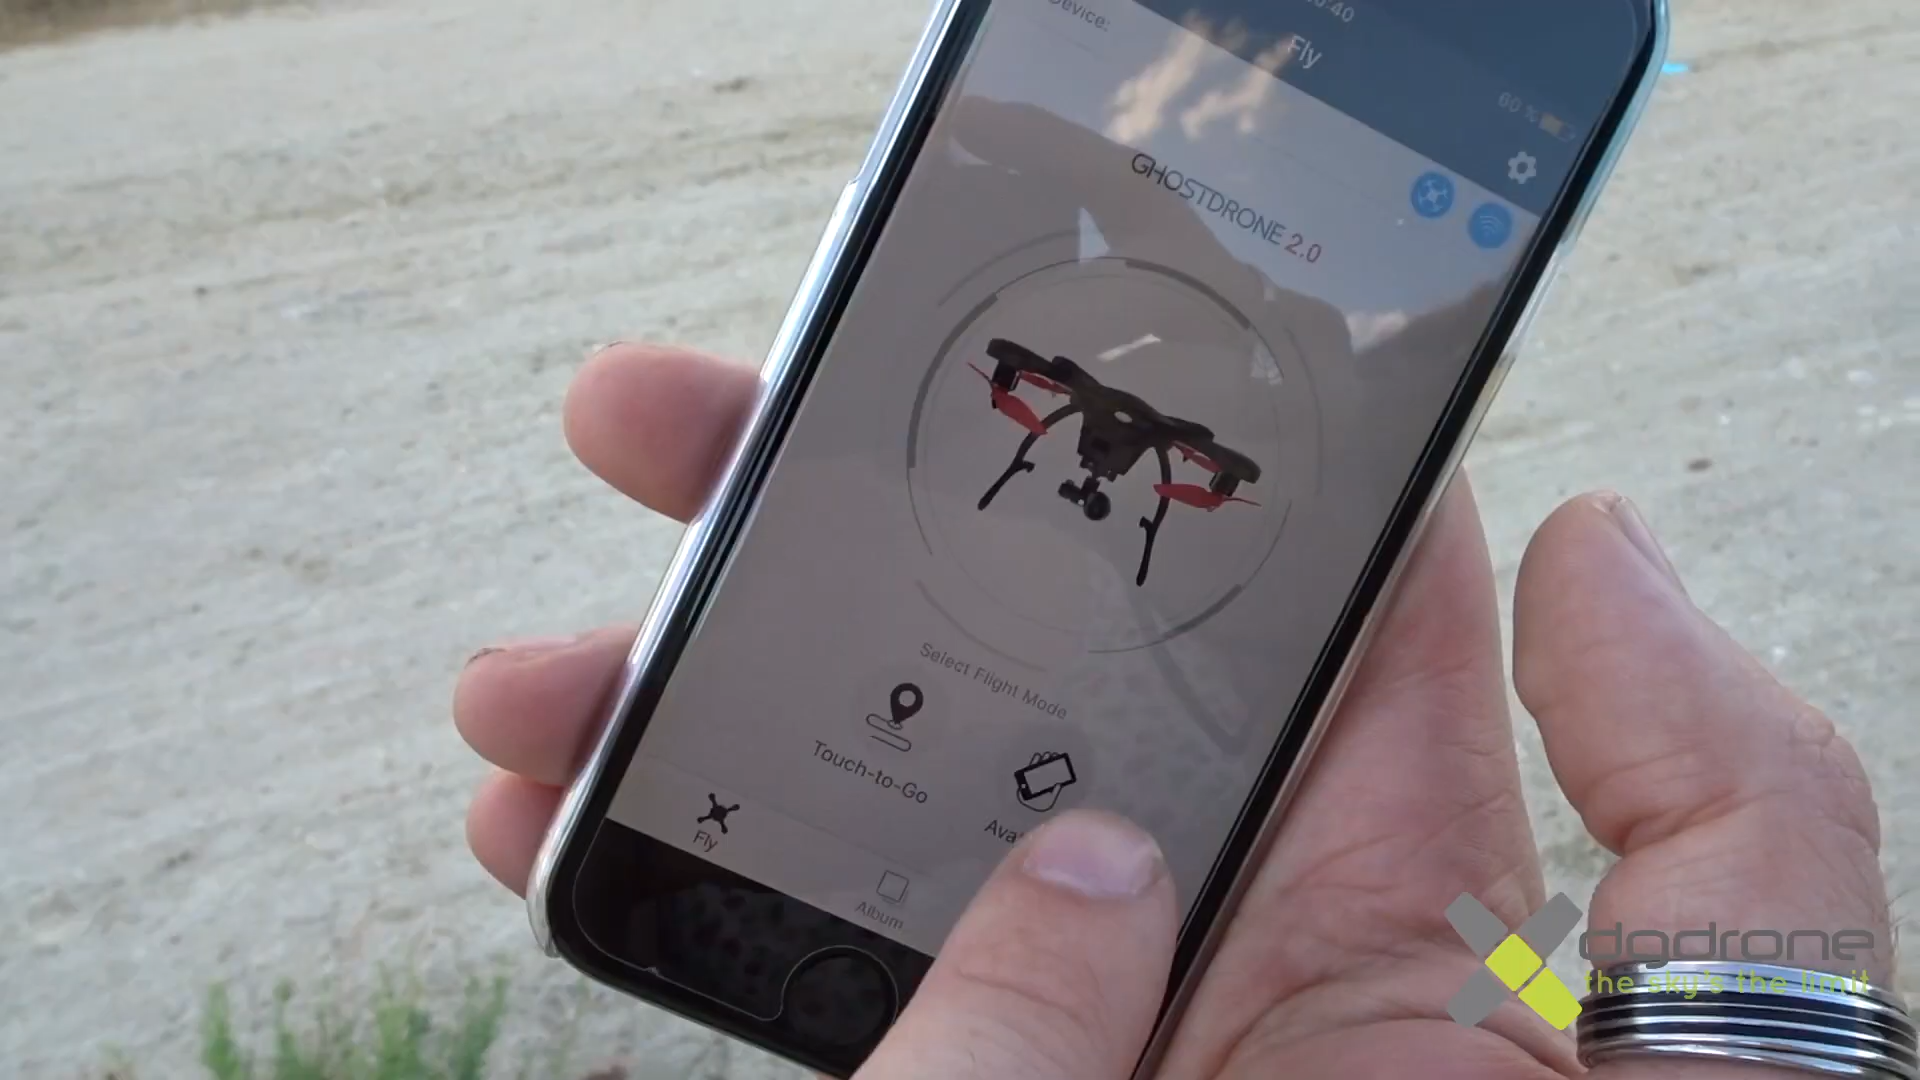 Device:
Fly
60 %
GHOSTDRONE 2.0
Select Flight Mode
Touch-to-Go
Fly
Album
dgdrone
the sky's the limit